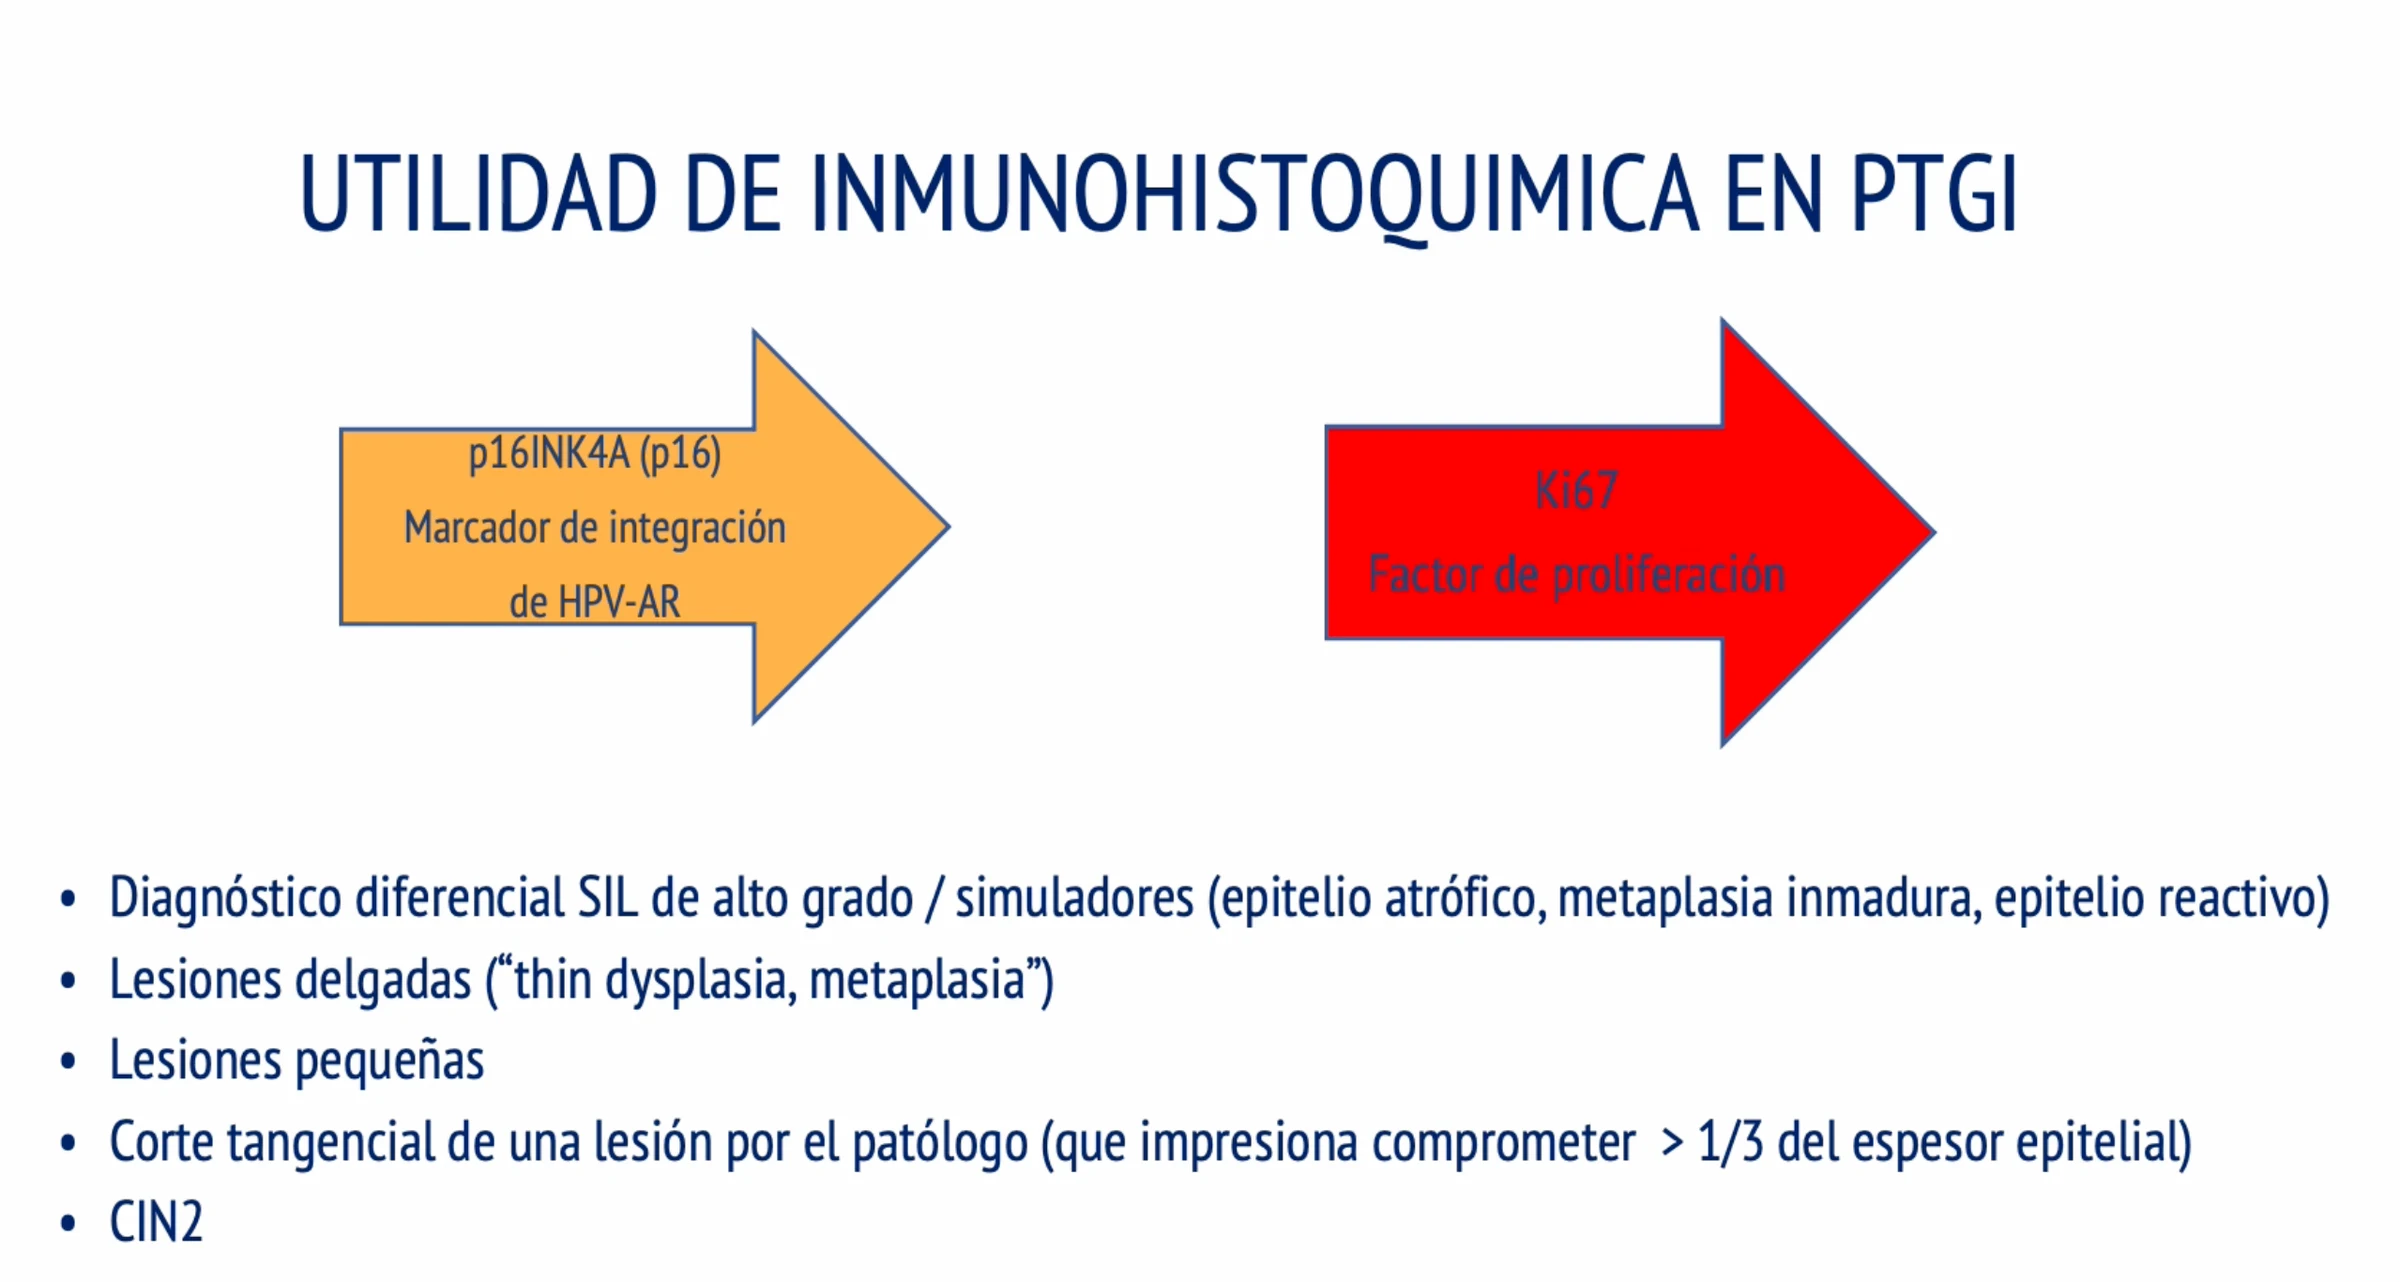 UTILIDAD DE INMUNOHISTOQUIMICA EN PTGI
p16INK4A (p16)
Marcador de integración
de HPV-AR
Ki67
Factor de proliferación
• Diagnóstico diferencial SIL de alto grado / simuladores (epitelio atrófico, metaplasia inmadura, epitelio reactivo)
• Lesiones delgadas (“thin dysplasia, metaplasia”)
• Lesiones pequeñas
• Corte tangencial de una lesión por el patólogo (que impresiona comprometer > 1/3 del espesor epitelial)
• CIN2